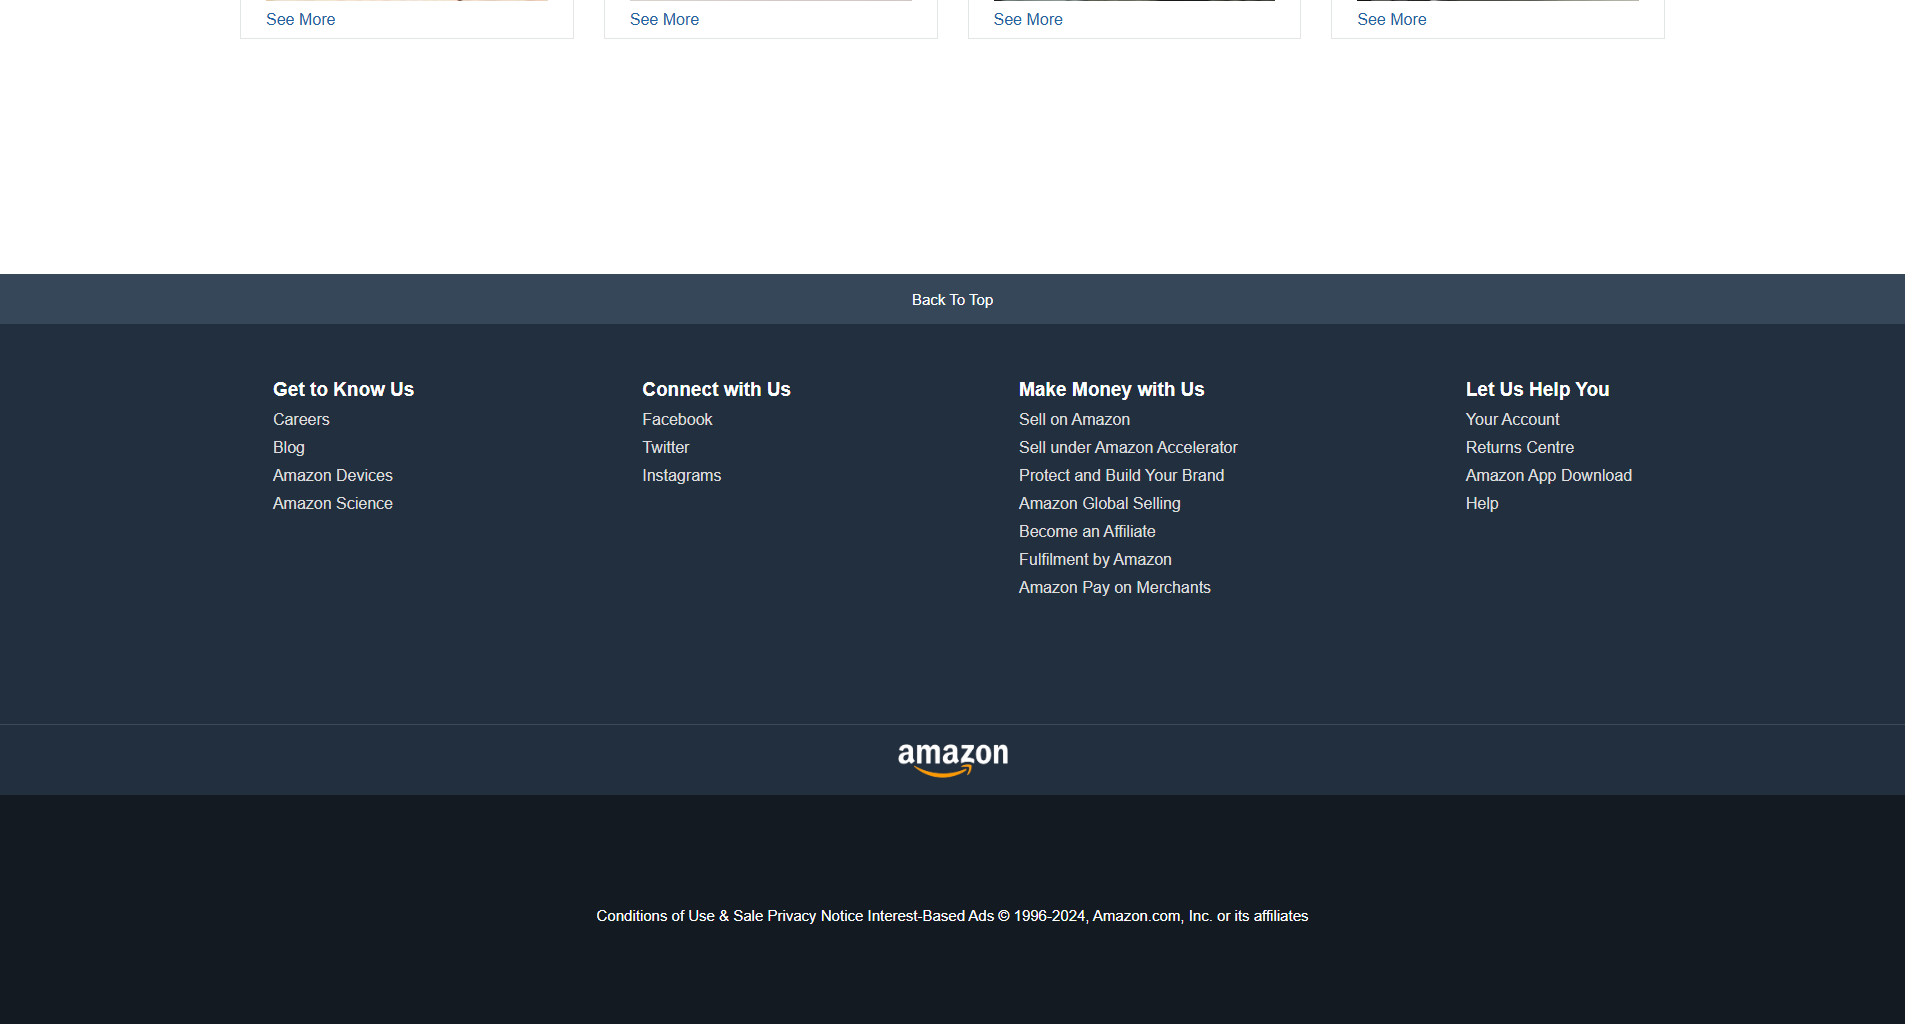 See More See More See More See More
Back To Top
Get to Know Us
Careers
Blog
Amazon Devices
Amazon Science
Connect with Us
Facebook
Twitter
Instagrams
Make Money with Us
Sell on Amazon
Sell under Amazon Accelerator
Protect and Build Your Brand
Amazon Global Selling
Become an Affiliate
Fulfilment by Amazon
Amazon Pay on Merchants
Let Us Help You
Your Account
Returns Centre
Amazon App Download
Help
amazon
Conditions of Use & Sale Privacy Notice Interest-Based Ads © 1996-2024, Amazon.com, Inc. or its affiliates